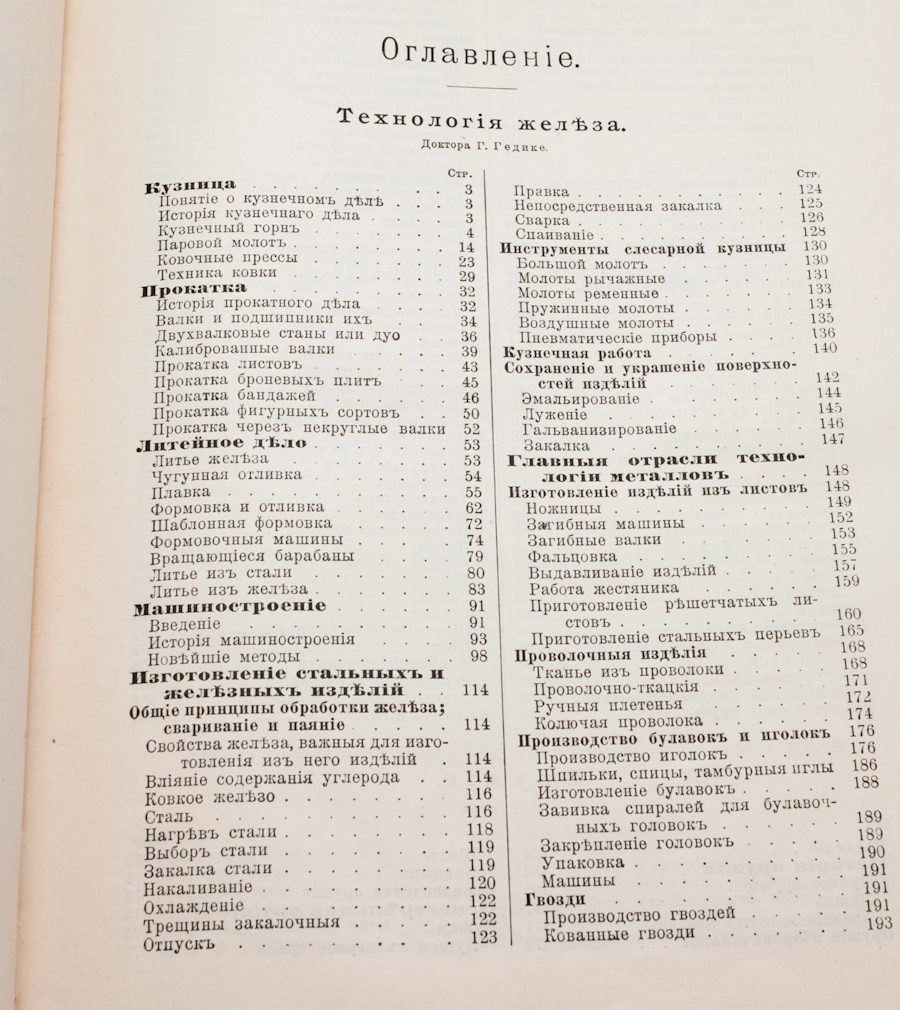 Оглавленіе.
Технологія желѣза.
Доктора Г. Гедике.
Стр.
Кузница . . . . . . . . 3
Понятіе о кузнечномъ дѣлѣ . . . 3
Исторія кузнечнаго дѣла . . . . 3
Кузнечный горнъ . . . . . . 4
Паровой молотъ . . . . . . . 14
Ковочные прессы . . . . . . 23
Техника ковки . . . . . . . 29
Прокатка . . . . . . . . 32
Исторія прокатного дѣла . . . . 32
Валки и подшипники ихъ . . . 34
Двухвалковые станы или дуо . . . 36
Калиброванные валки . . . . . 39
Прокатка листовъ . . . . . . 43
Прокатка броневыхъ плитъ . . . 45
Прокатка бандажей . . . . . . 46
Прокатка фигурныхъ сортовъ . . 50
Прокатка черезъ некруглые валки 52
Литейное дѣло . . . . . . . 53
Литье желѣза . . . . . . . 53
Чугунная отливка . . . . . . 54
Плавка . . . . . . . . . . 55
Формовка и отливка . . . . . 62
Шаблонная формовка . . . . . 72
Формовочныя машины . . . . . 74
Вращающіеся барабаны . . . . 79
Литье изъ стали . . . . . . 80
Литье изъ желѣза . . . . . . 83
Машиностроеніе . . . . . . 91
Введеніе . . . . . . . . . 91
Исторія машиностроенія . . . . 93
Новѣйшіе методы . . . . . . 98
Изготовленіе стальныхъ и
желѣзныхъ издѣлій . . 114
Общіе принципы обработки желѣза;
свариваніе и паяніе . . . . . 114
Свойства желѣза, важныя для изго-
товленія изъ него издѣлій . 114
Вліяніе содержанія углерода . . 114
Ковкое желѣзо . . . . . . . 116
Сталь . . . . . . . . . . 116
Нагрѣвъ стали . . . . . . . 118
Выборъ стали . . . . . . . 119
Закалка стали . . . . . . . 119
Накаливаніе . . . . . . . . 120
Охлажденіе . . . . . . . . 122
Трещины закалочныя . . . . . 122
Отпускъ . . . . . . . . . 123
Стр.
Правка . . . . . . . . . . 124
Непосредственная закалка . . . 125
Сварка . . . . . . . . . . 126
Спаиваніе . . . . . . . . . 128
Инструменты слесарной кузницы 130
Большой молотъ . . . . . . 130
Молоты рычажные . . . . . . 131
Молоты ременные . . . . . . 133
Пружинные молоты . . . . . 134
Воздушные молоты . . . . . 135
Пневматическіе приборы . . . . 136
Кузнечная работа . . . . . . 140
Сохраненіе и украшеніе поверхно-
стей издѣлій . . . . . . 142
Эмальированіе . . . . . . . 144
Луженіе . . . . . . . . . 145
Гальванизированіе . . . . . . 146
Закалка . . . . . . . . . 147
Главныя отрасли техно-
логіи металловъ . . . . 148
Изготовленіе издѣлій изъ листовъ 148
Ножницы . . . . . . . . . 149
Загибныя машины . . . . . . 152
Загибные валки . . . . . . 153
Фальцовка . . . . . . . . 155
Выдавливаніе издѣлій . . . . . 157
Работа жестяника . . . . . . 159
Приготовленіе рѣшетчатыхъ ли-
стовъ . . . . . . . . . 160
Приготовленіе стальныхъ перьевъ 165
Проволочныя издѣлія . . . . . 168
Тканье изъ проволоки . . . . . 168
Проволочно-ткацкія . . . . . 171
Ручныя плетенья . . . . . . 172
Колючая проволока . . . . . 174
Производство булавокъ и иголокъ 176
Производство иголокъ . . . . . 176
Шпильки, спицы, тамбурныя иглы 186
Изготовленіе булавокъ . . . . . 188
Завивка спиралей для булавоч-
ныхъ головокъ . . . . . . 189
Закрѣпленіе головокъ . . . . . 189
Упаковка . . . . . . . . . 190
Машины . . . . . . . . . 191
Гвозди . . . . . . . . . . 191
Производство гвоздей . . . . . 191
Кованные гвозди . . . . . . . 193